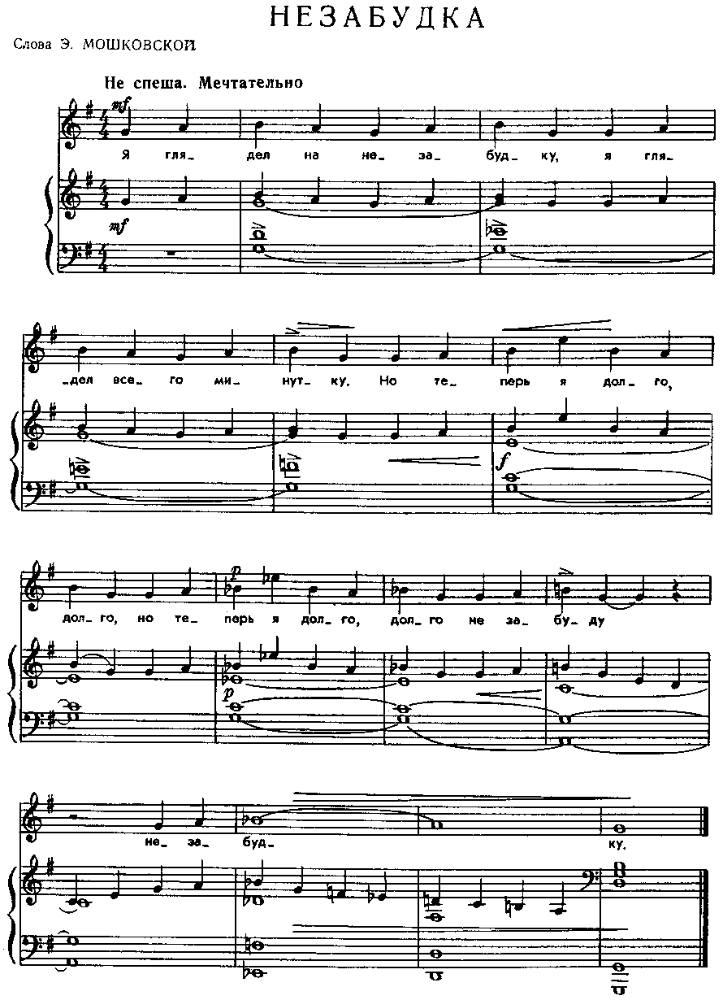 НЕЗАБУДКА
Слова Э. МОШКОВСКОЙ
Не спеша. Мечтательно
mf
Я гля_ дел на не_ за_ буд_ ку, я гля_
mf
_дел все_ го ми_ нут_ ку. Но те_ перь я дол_ го,
f
p
дол_ го, но те_ перь я дол_ го, дол_ го не за_ бу_ ду
p
не_ за_ буд_ ку.